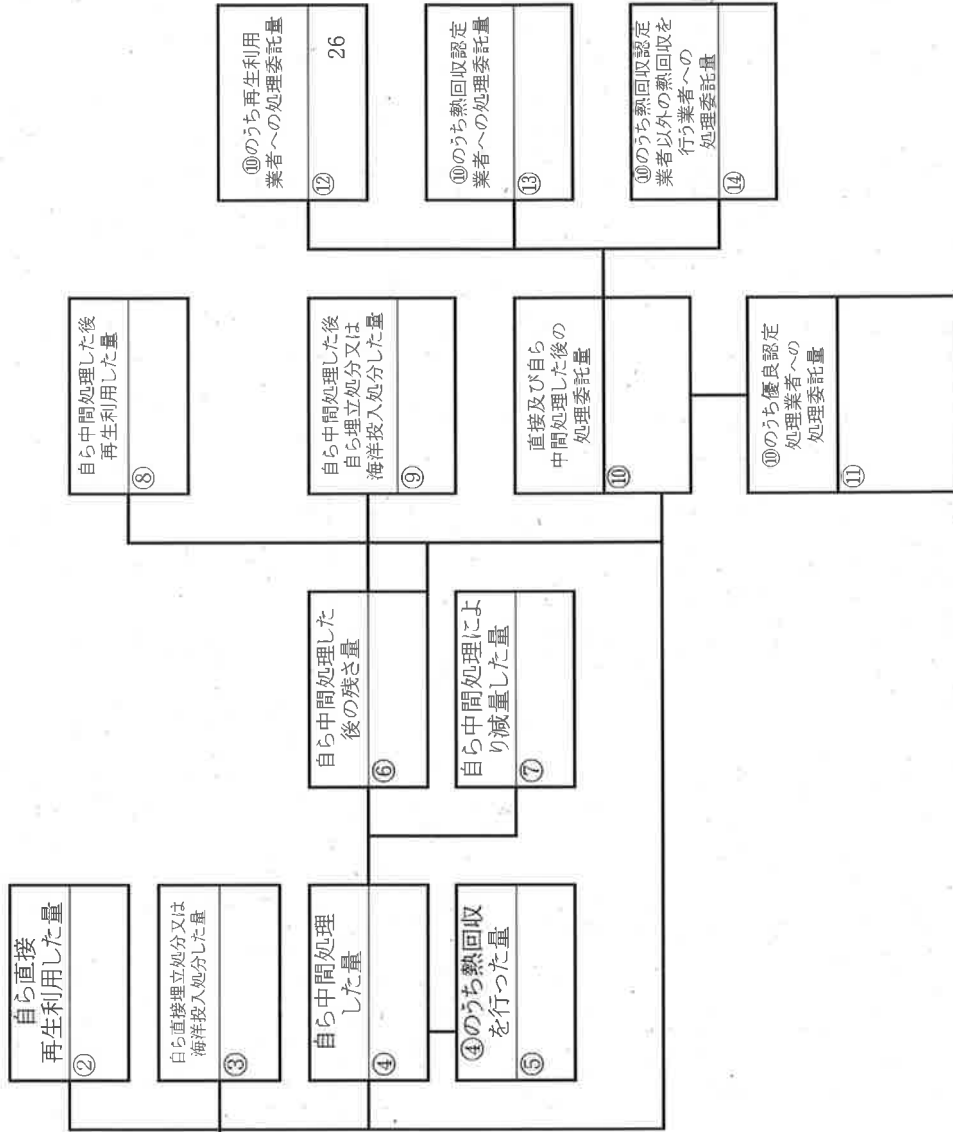 自ら直接
再生利用した量
②
自ら直接埋立処分又は
海洋投入処分した量
③
自ら中間処理
した量
④
④のうち熱回収
を行った量
⑤
自ら中間処理した
後の残さ量
⑥
自ら中間処理によ
り減量した量
⑦
自ら中間処理した後
再生利用した量
⑧
自ら中間処理した後
自ら埋立処分又は
海洋投入処分した量
⑨
直接及び自ら
中間処理した後の
処理委託量
⑩
⑩のうち優良認定
処理業者への
処理委託量
⑪
⑩のうち再生利用
業者への処理委託量
⑫ 26
⑩のうち熱回収認定
業者への処理委託量
⑬
⑩のうち熱回収認定
業者以外の熱回収を
行う業者への
処理委託量
⑭